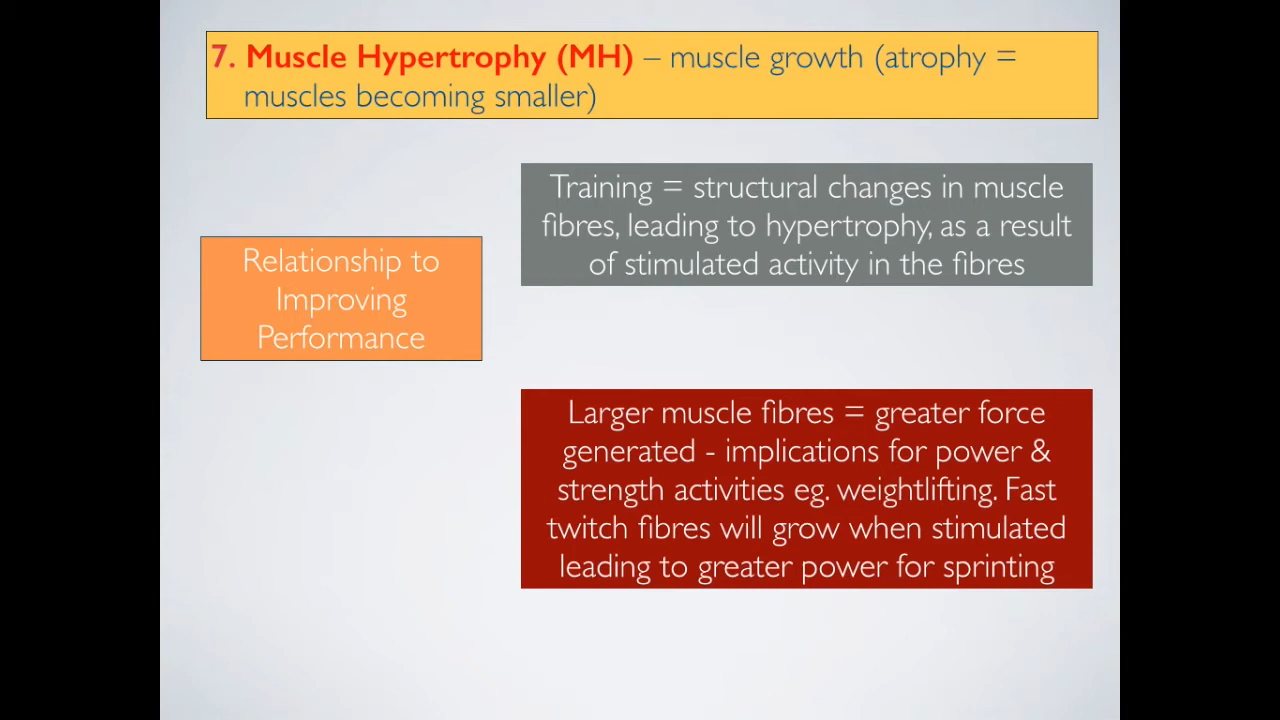 7. Muscle Hypertrophy (MH) – muscle growth (atrophy =
muscles becoming smaller)
Training = structural changes in muscle
fibres, leading to hypertrophy, as a result
of stimulated activity in the fibres
Relationship to
Improving
Performance
Larger muscle fibres = greater force
generated - implications for power &
strength activities eg. weightlifting. Fast
twitch fibres will grow when stimulated
leading to greater power for sprinting